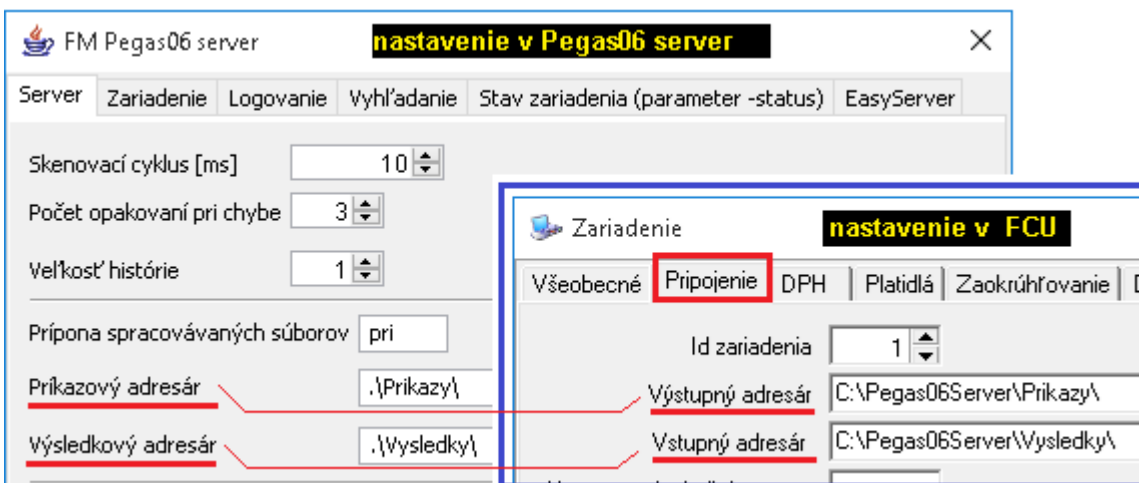 FM Pegas06 server
nastavenie v Pegas06 server
Server Zariadenie Logovanie Vyhľadanie Stav zariadenia (parameter -status) EasyServer
Skenovací cyklus [ms] 10
Počet opakovaní pri chybe 3
Veľkosť histórie 1
Prípona spracovávaných súborov pri
Príkazový adresár .\Prikazy\
Výsledkový adresár .\Vysledky\
Zariadenie
nastavenie v FCU
Všeobecné Pripojenie DPH Platidlá Zaokrúhľovanie
Id zariadenia 1
Výstupný adresár C:\Pegas06Server\Prikazy\
Vstupný adresár C:\Pegas06Server\Vysledky\